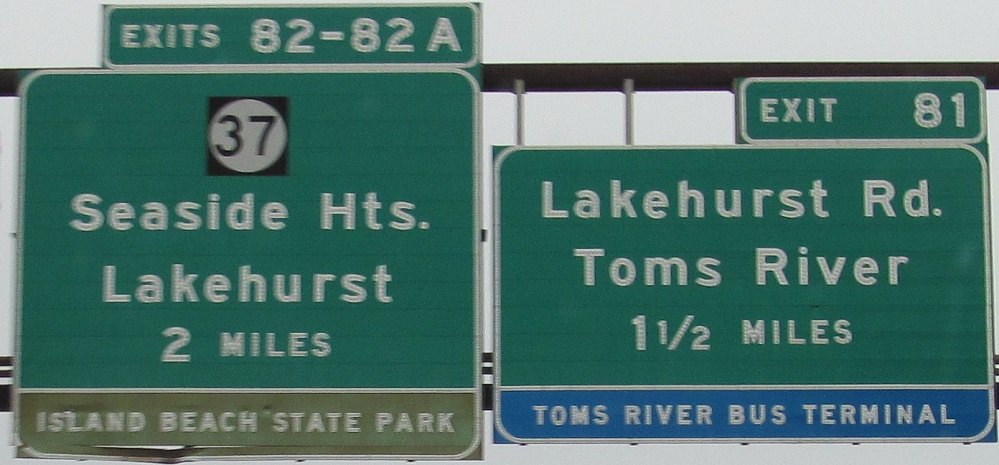 EXITS 82-82A
37
Seaside Hts.
Lakehurst
2 MILES
ISLAND BEACH STATE PARK
EXIT 81
Lakehurst Rd.
Toms River
1 1/2 MILES
TOMS RIVER BUS TERMINAL